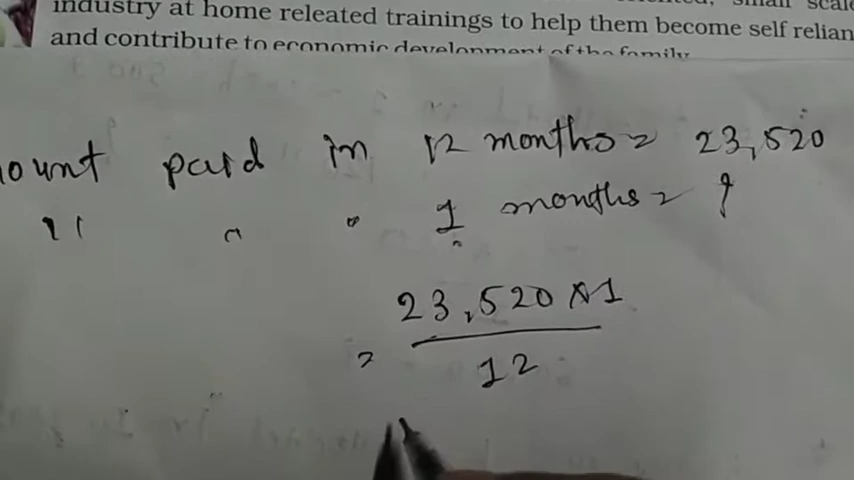 industry at home releated trainings to help them become self relian
and contribute to economic development of the family.
ount paid in 12 months = 23,520
" " " 1 months = ?
23,520 × 1
=
12